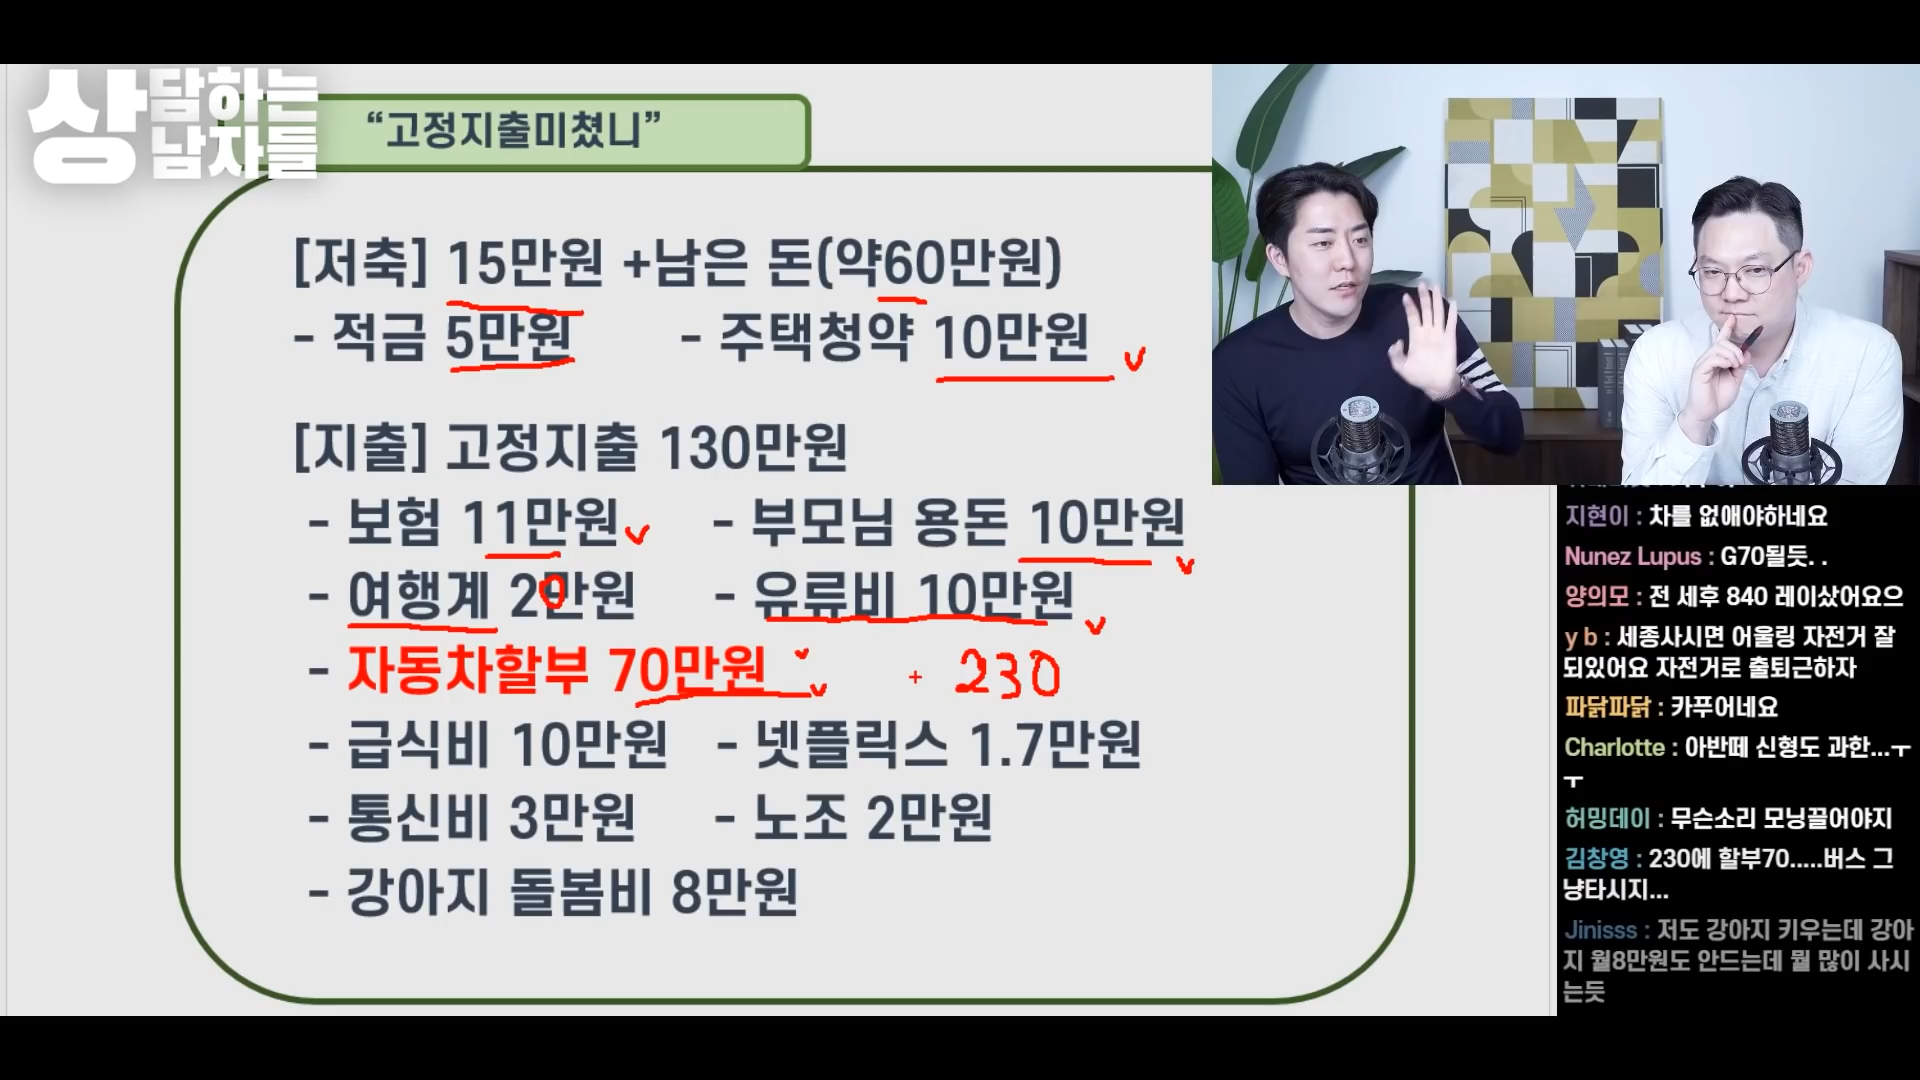 상담하는
남자들
“고정지출미쳤니”
[저축] 15만원 +남은 돈(약60만원)
- 적금 5만원 - 주택청약 10만원
[지출] 고정지출 130만원
- 보험 11만원 - 부모님 용돈 10만원
- 여행계 2만원 - 유류비 10만원
- 자동차할부 70만원 230
- 급식비 10만원 - 넷플릭스 1.7만원
- 통신비 3만원 - 노조 2만원
- 강아지 돌봄비 8만원
지현이 : 차를 없애야하네요
Nunez Lupus : G70될듯. .
양의모 : 전 세후 840 레이샀어요으
y b : 세종사시면 어울링 자전거 잘
되있어요 자전거로 출퇴근하자
파닭파닭 : 카푸어네요
Charlotte : 아반떼 신형도 과한...ㅜ
ㅜ
허밍데이 : 무슨소리 모닝끌어야지
김창영 : 230에 할부70.....버스 그
냥타시지...
Jinisss : 저도 강아지 키우는데 강아
지 월8만원도 안드는데 뭘 많이 사시
는듯